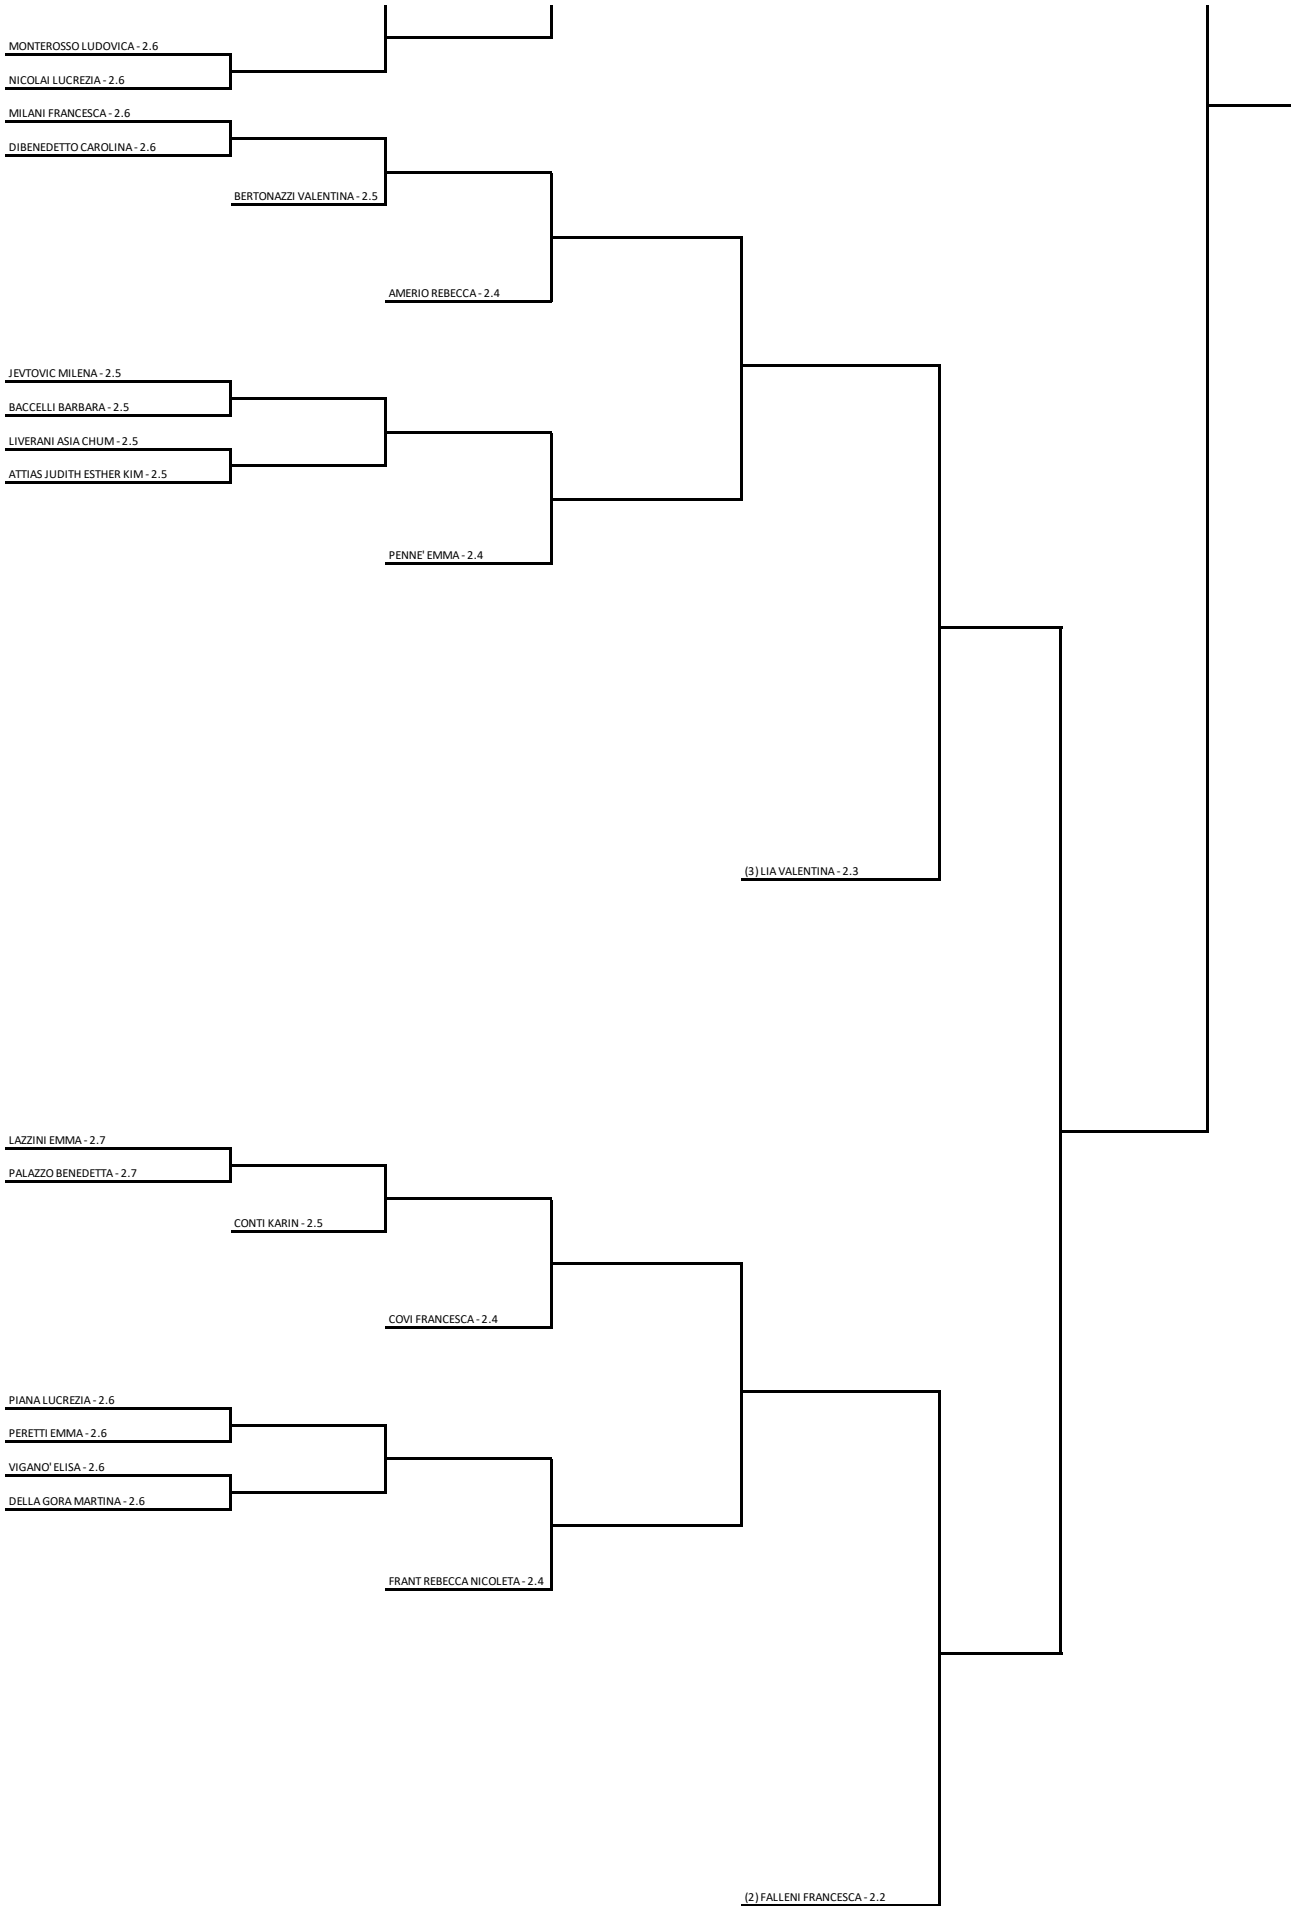 MONTEROSSO LUDOVICA - 2.6
NICOLAI LUCREZIA - 2.6
MILANI FRANCESCA - 2.6
DIBENEDETTO CAROLINA - 2.6
BERTONAZZI VALENTINA - 2.5
AMERIO REBECCA - 2.4
JEVTOVIC MILENA - 2.5
BACCELLI BARBARA - 2.5
LIVERANI ASIA CHUM - 2.5
ATTIAS JUDITH ESTHER KIM - 2.5
PENNE' EMMA - 2.4
(3) LIA VALENTINA - 2.3
LAZZINI EMMA - 2.7
PALAZZO BENEDETTA - 2.7
CONTI KARIN - 2.5
COVI FRANCESCA - 2.4
PIANA LUCREZIA - 2.6
PERETTI EMMA - 2.6
VIGANO' ELISA - 2.6
DELLA GORA MARTINA - 2.6
FRANT REBECCA NICOLETA - 2.4
(2) FALLENI FRANCESCA - 2.2